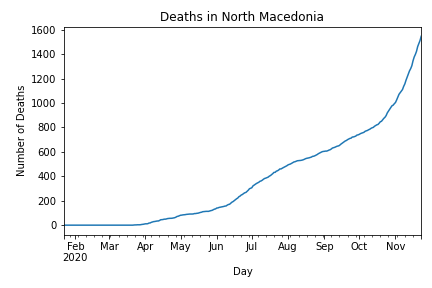 Deaths in North Macedonia
1600
1400
1200
1000
800
600
400
200
0
Number of Deaths
Feb Mar Apr May Jun Jul Aug Sep Oct Nov
2020
Day